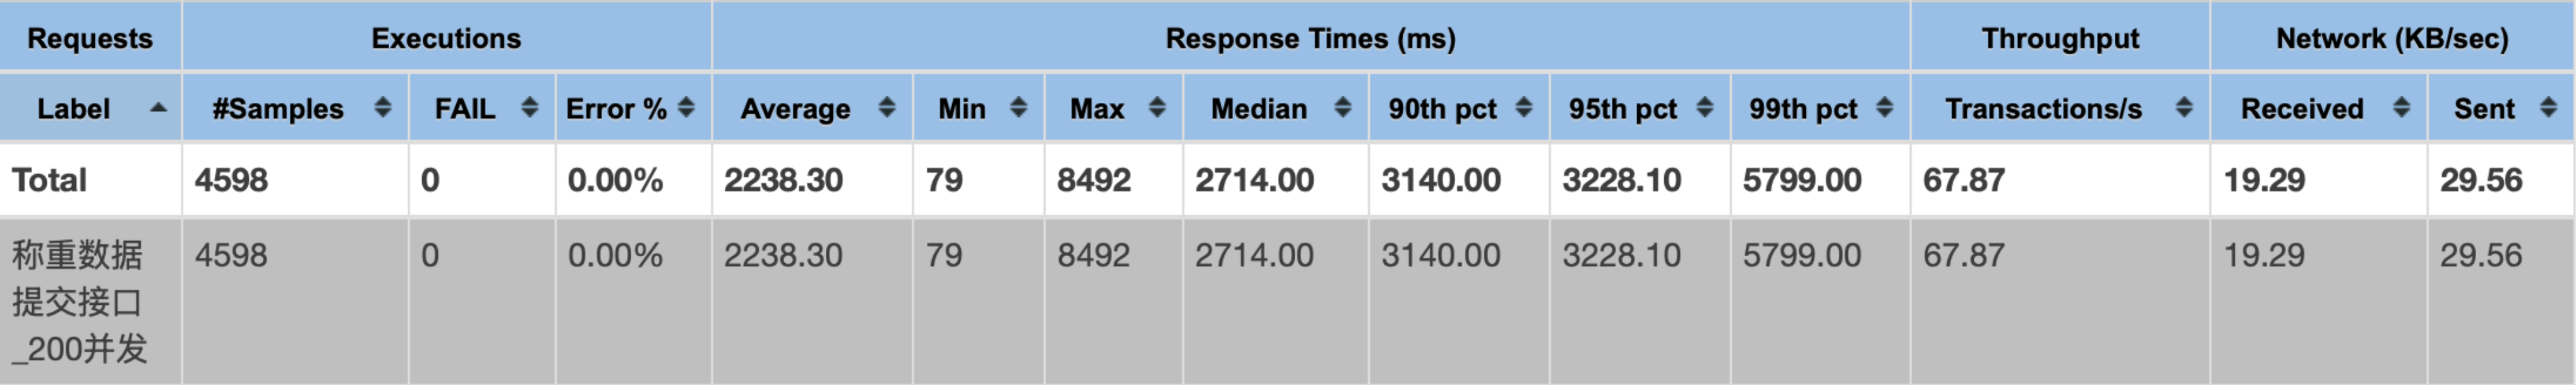 Requests Executions Response Times (ms) Throughput Network (KB/sec)
Label #Samples FAIL Error % Average Min Max Median 90th pct 95th pct 99th pct Transactions/s Received Sent
Total 4598 0 0.00% 2238.30 79 8492 2714.00 3140.00 3228.10 5799.00 67.87 19.29 29.56
称重数据 4598 0 0.00% 2238.30 79 8492 2714.00 3140.00 3228.10 5799.00 67.87 19.29 29.56
提交接口
_200并发